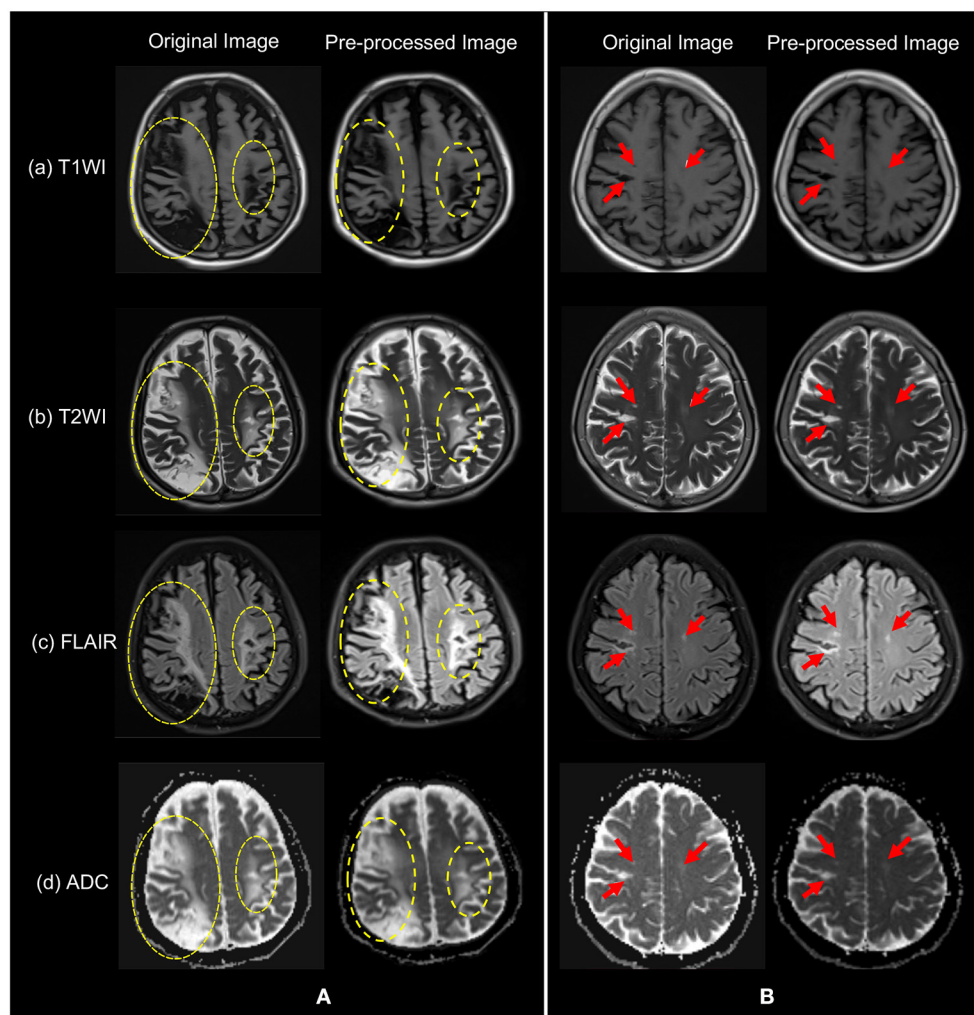 Original Image Pre-processed Image Original Image Pre-processed Image
(a) T1WI
(b) T2WI
(c) FLAIR
(d) ADC
A B